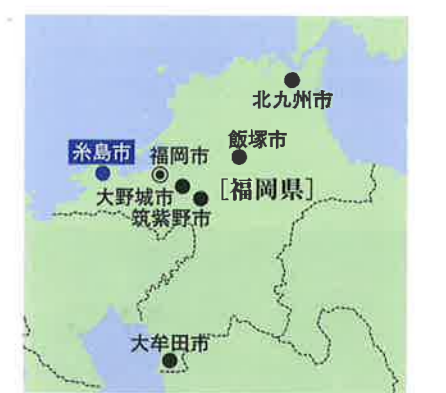 北九州市
飯塚市
糸島市
福岡市
大野城市
[福岡県]
筑紫野市
大牟田市